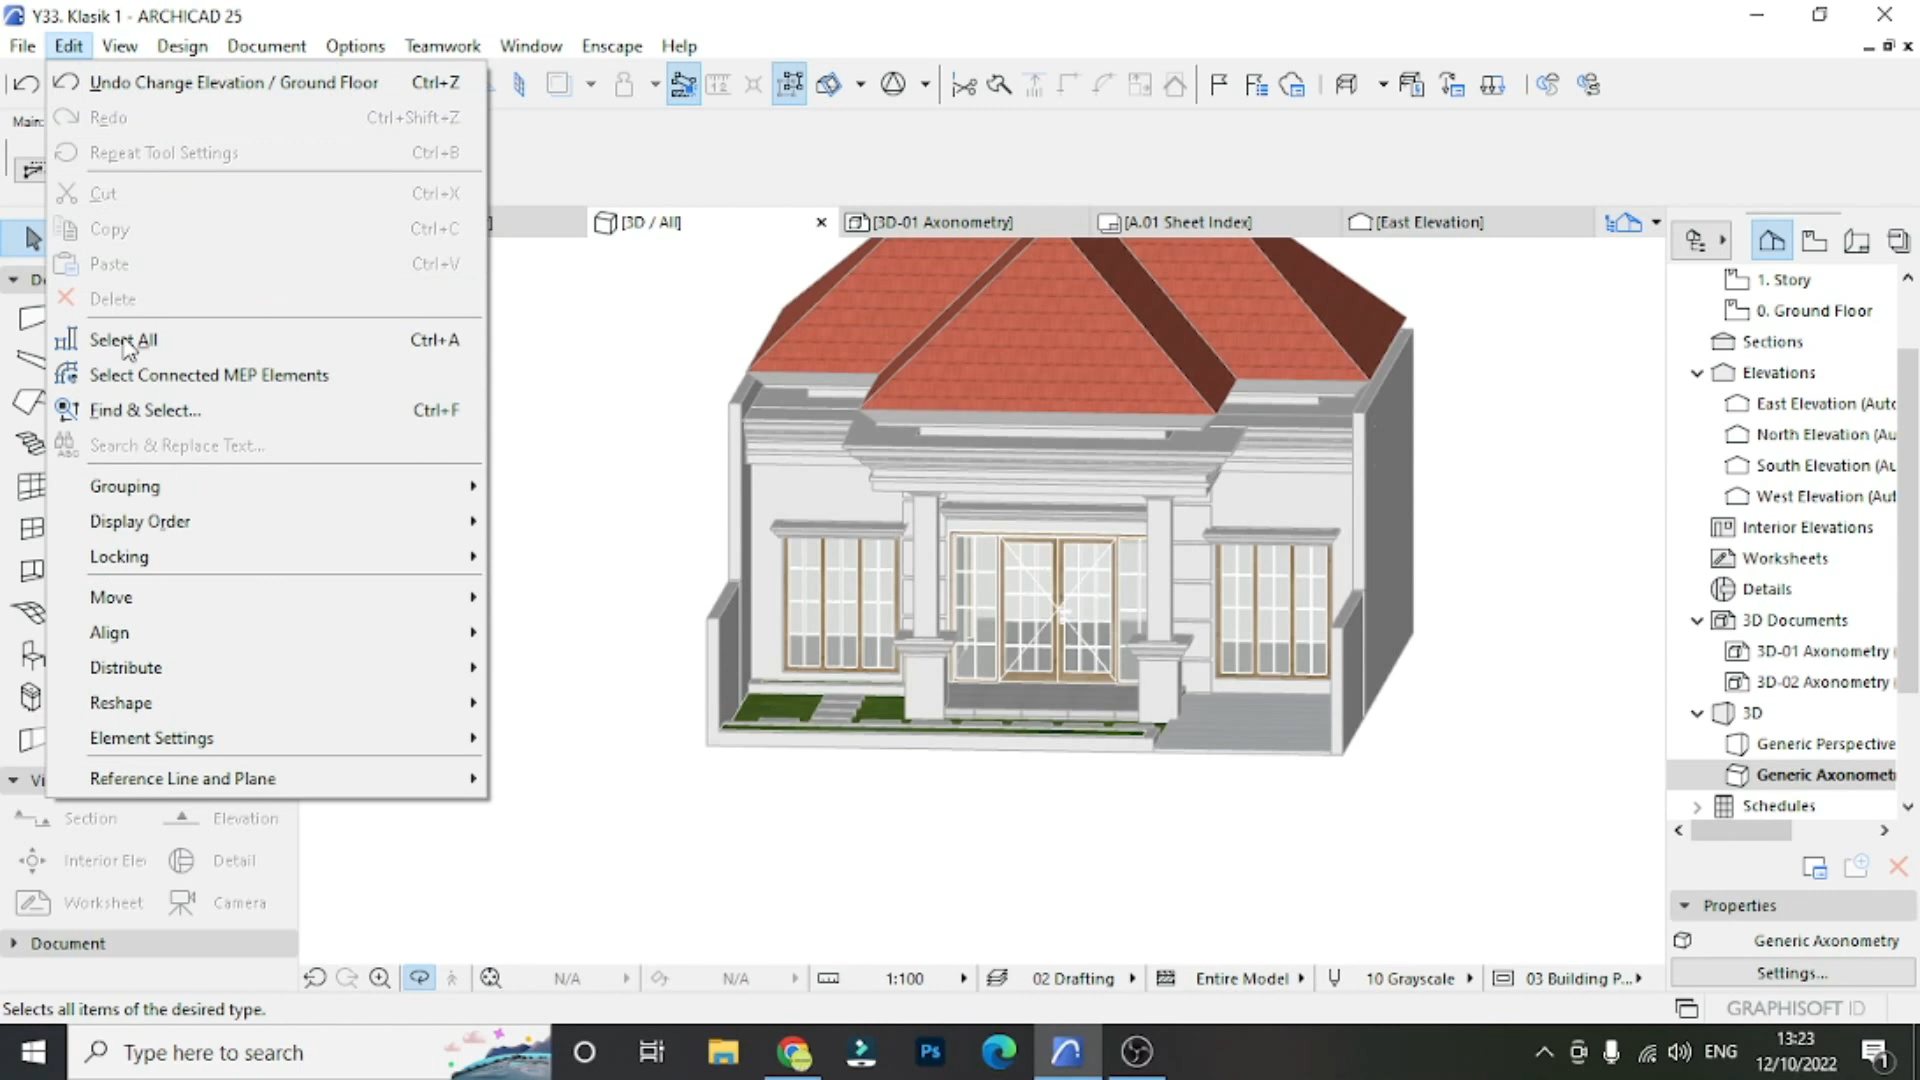 Y33. Klasik 1 - ARCHICAD 25
File Edit View Design Document Options Teamwork Window Enscape Help
Undo Change Elevation / Ground Floor Ctrl+Z
Redo Ctrl+Shift+Z
Repeat Tool Settings Ctrl+B
Cut Ctrl+X
Copy Ctrl+C
Paste Ctrl+V
Delete
Select All Ctrl+A
Select Connected MEP Elements
Find & Select... Ctrl+F
Search & Replace Text...
Grouping
Display Order
Locking
Move
Align
Distribute
Reshape
Element Settings
Reference Line and Plane
[3D / All]
[3D-01 Axonometry]
[A.01 Sheet Index]
[East Elevation]
1. Story
0. Ground Floor
Sections
Elevations
East Elevation (Auto
North Elevation (Au
South Elevation (Au
West Elevation (Aut
Interior Elevations
Worksheets
Details
3D Documents
3D-01 Axonometry (
3D-02 Axonometry (
3D
Generic Perspective
Generic Axonomet
Schedules
Properties
Generic Axonometry
Settings...
Section Elevation
Interior Ele Detail
Worksheet Camera
Document
N/A N/A 1:100 02 Drafting Entire Model 10 Grayscale 03 Building P...
Selects all items of the desired type.
GRAPHISOFT ID
Type here to search
Ps
ENG
13:23
12/10/2022
1